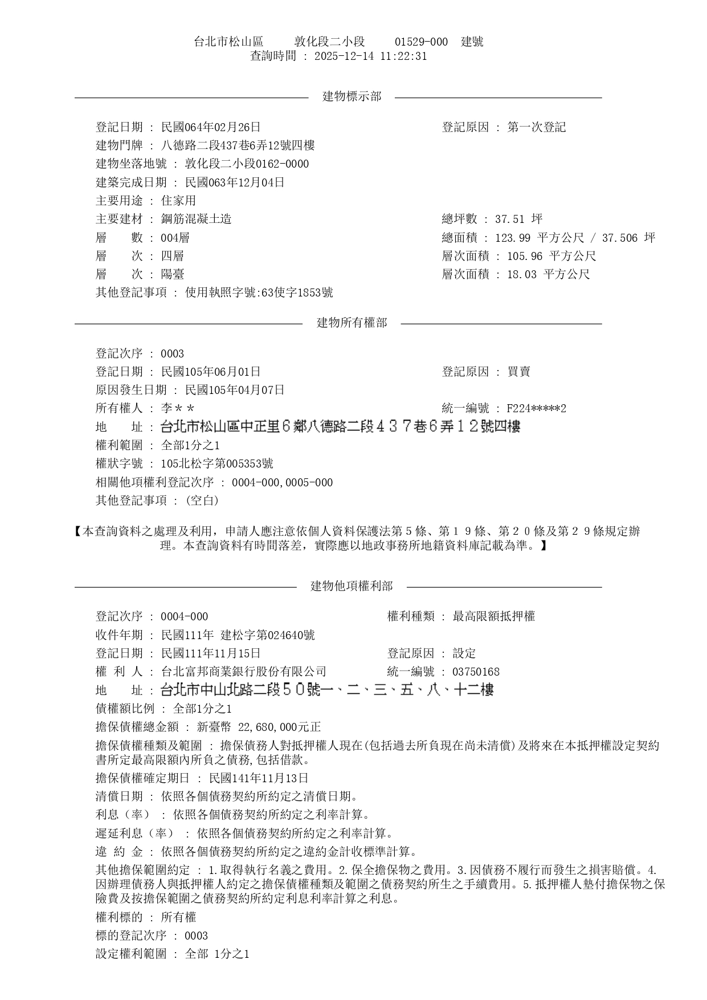 台北市松山區 敦化段二小段 01529-000 建號
查詢時間 : 2025-12-14 11:22:31
建物標示部
登記日期 : 民國064年02月26日 登記原因 : 第一次登記
建物門牌 : 八德路二段437巷6弄12號四樓
建物坐落地號 : 敦化段二小段0162-0000
建築完成日期 : 民國063年12月04日
主要用途 : 住家用
主要建材 : 鋼筋混凝土造 總坪數 : 37.51 坪
層 數 : 004層 總面積 : 123.99 平方公尺 / 37.506 坪
層 次 : 四層 層次面積 : 105.96 平方公尺
層 次 : 陽臺 層次面積 : 18.03 平方公尺
其他登記事項 : 使用執照字號:63使字1853號
建物所有權部
登記次序 : 0003
登記日期 : 民國105年06月01日 登記原因 : 買賣
原因發生日期 : 民國105年04月07日
所有權人 : 李＊＊ 統一編號 : F224*****2
地 址 : 台北市松山區中正里６鄰八德路二段４３７巷６弄１２號四樓
權利範圍 : 全部1分之1
權狀字號 : 105北松字第005353號
相關他項權利登記次序 : 0004-000,0005-000
其他登記事項 : (空白)
【本查詢資料之處理及利用，申請人應注意依個人資料保護法第５條、第１９條、第２０條及第２９條規定辦
理。本查詢資料有時間落差，實際應以地政事務所地籍資料庫記載為準。】
建物他項權利部
登記次序 : 0004-000 權利種類 : 最高限額抵押權
收件年期 : 民國111年 建松字第024640號
登記日期 : 民國111年11月15日 登記原因 : 設定
權 利 人 : 台北富邦商業銀行股份有限公司 統一編號 : 03750168
地 址 : 台北市中山北路二段５０號一、二、三、五、八、十二樓
債權額比例 : 全部1分之1
擔保債權總金額 : 新臺幣 22,680,000元正
擔保債權種類及範圍 : 擔保債務人對抵押權人現在(包括過去所負現在尚未清償)及將來在本抵押權設定契約
書所定最高限額內所負之債務,包括借款。
擔保債權確定期日 : 民國141年11月13日
清償日期 : 依照各個債務契約所約定之清償日期。
利息（率） : 依照各個債務契約所約定之利率計算。
遲延利息（率） : 依照各個債務契約所約定之利率計算。
違 約 金 : 依照各個債務契約所約定之違約金計收標準計算。
其他擔保範圍約定 : 1.取得執行名義之費用。2.保全擔保物之費用。3.因債務不履行而發生之損害賠償。4.
因辦理債務人與抵押權人約定之擔保債權種類及範圍之債務契約所生之手續費用。5.抵押權人墊付擔保物之保
險費及按擔保範圍之債務契約所約定利息利率計算之利息。
權利標的 : 所有權
標的登記次序 : 0003
設定權利範圍 : 全部 1分之1